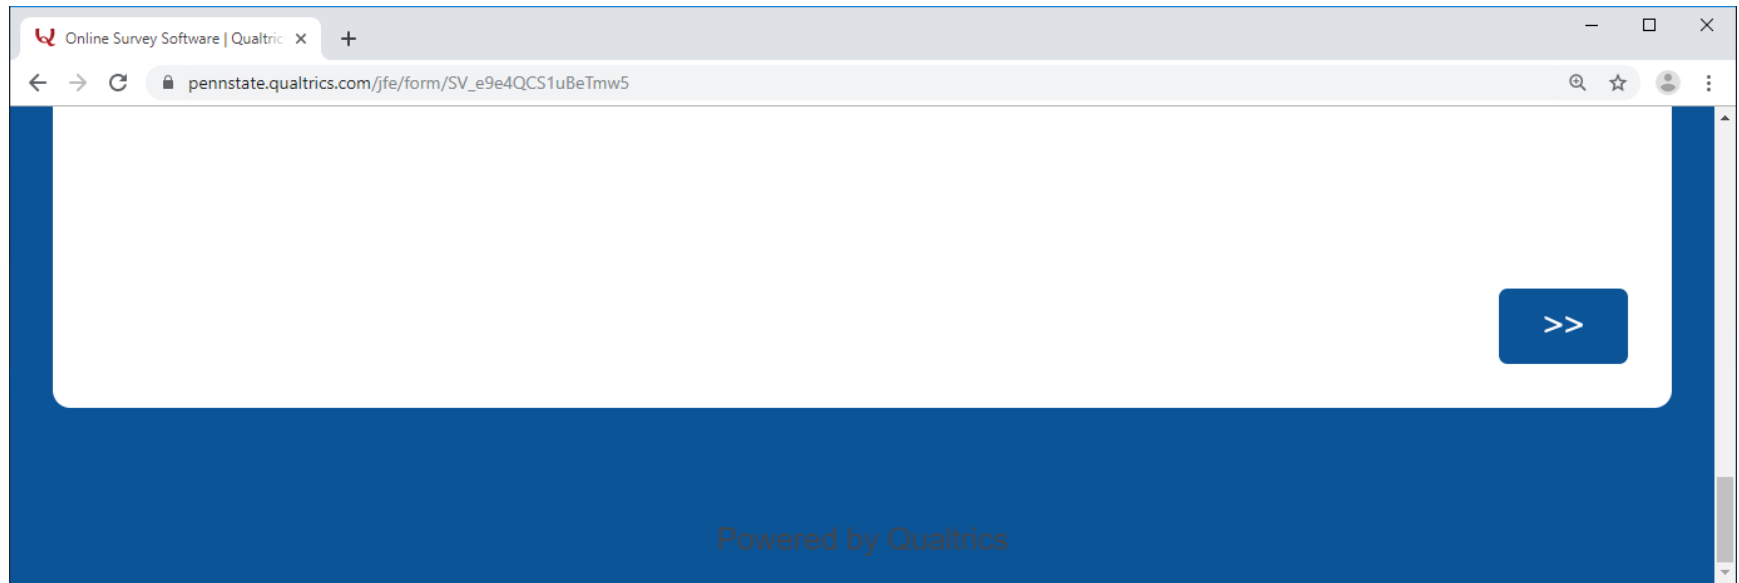 Online Survey Software | Qualtric
pennstate.qualtrics.com/jfe/form/SV_e9e4QCS1uBeTmw5
>>
Powered by Qualtrics